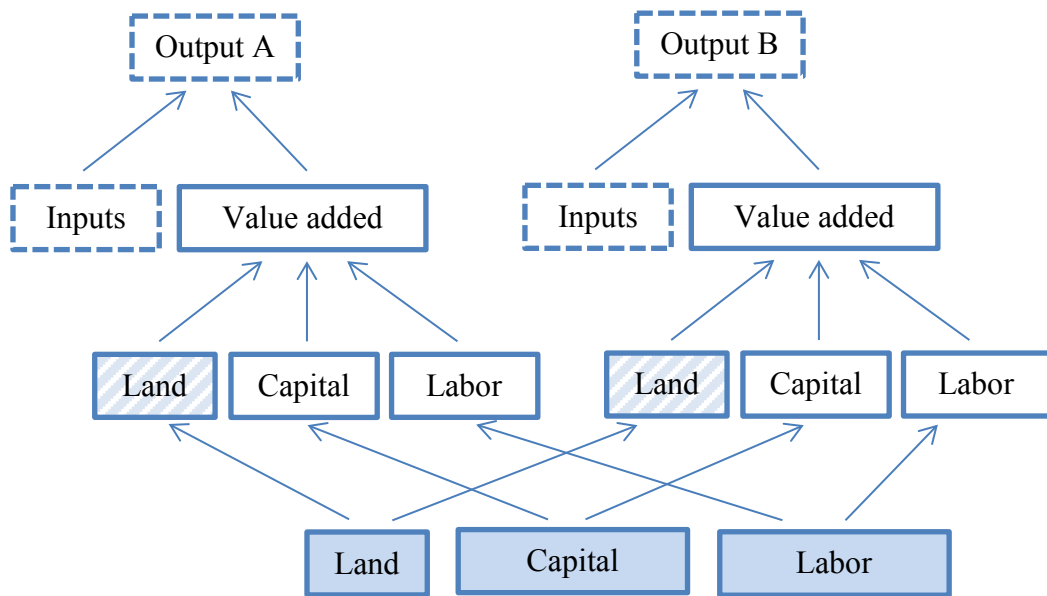 Output A
Output B
Inputs
Value added
Inputs
Value added
Land
Capital
Labor
Land
Capital
Labor
Land
Capital
Labor